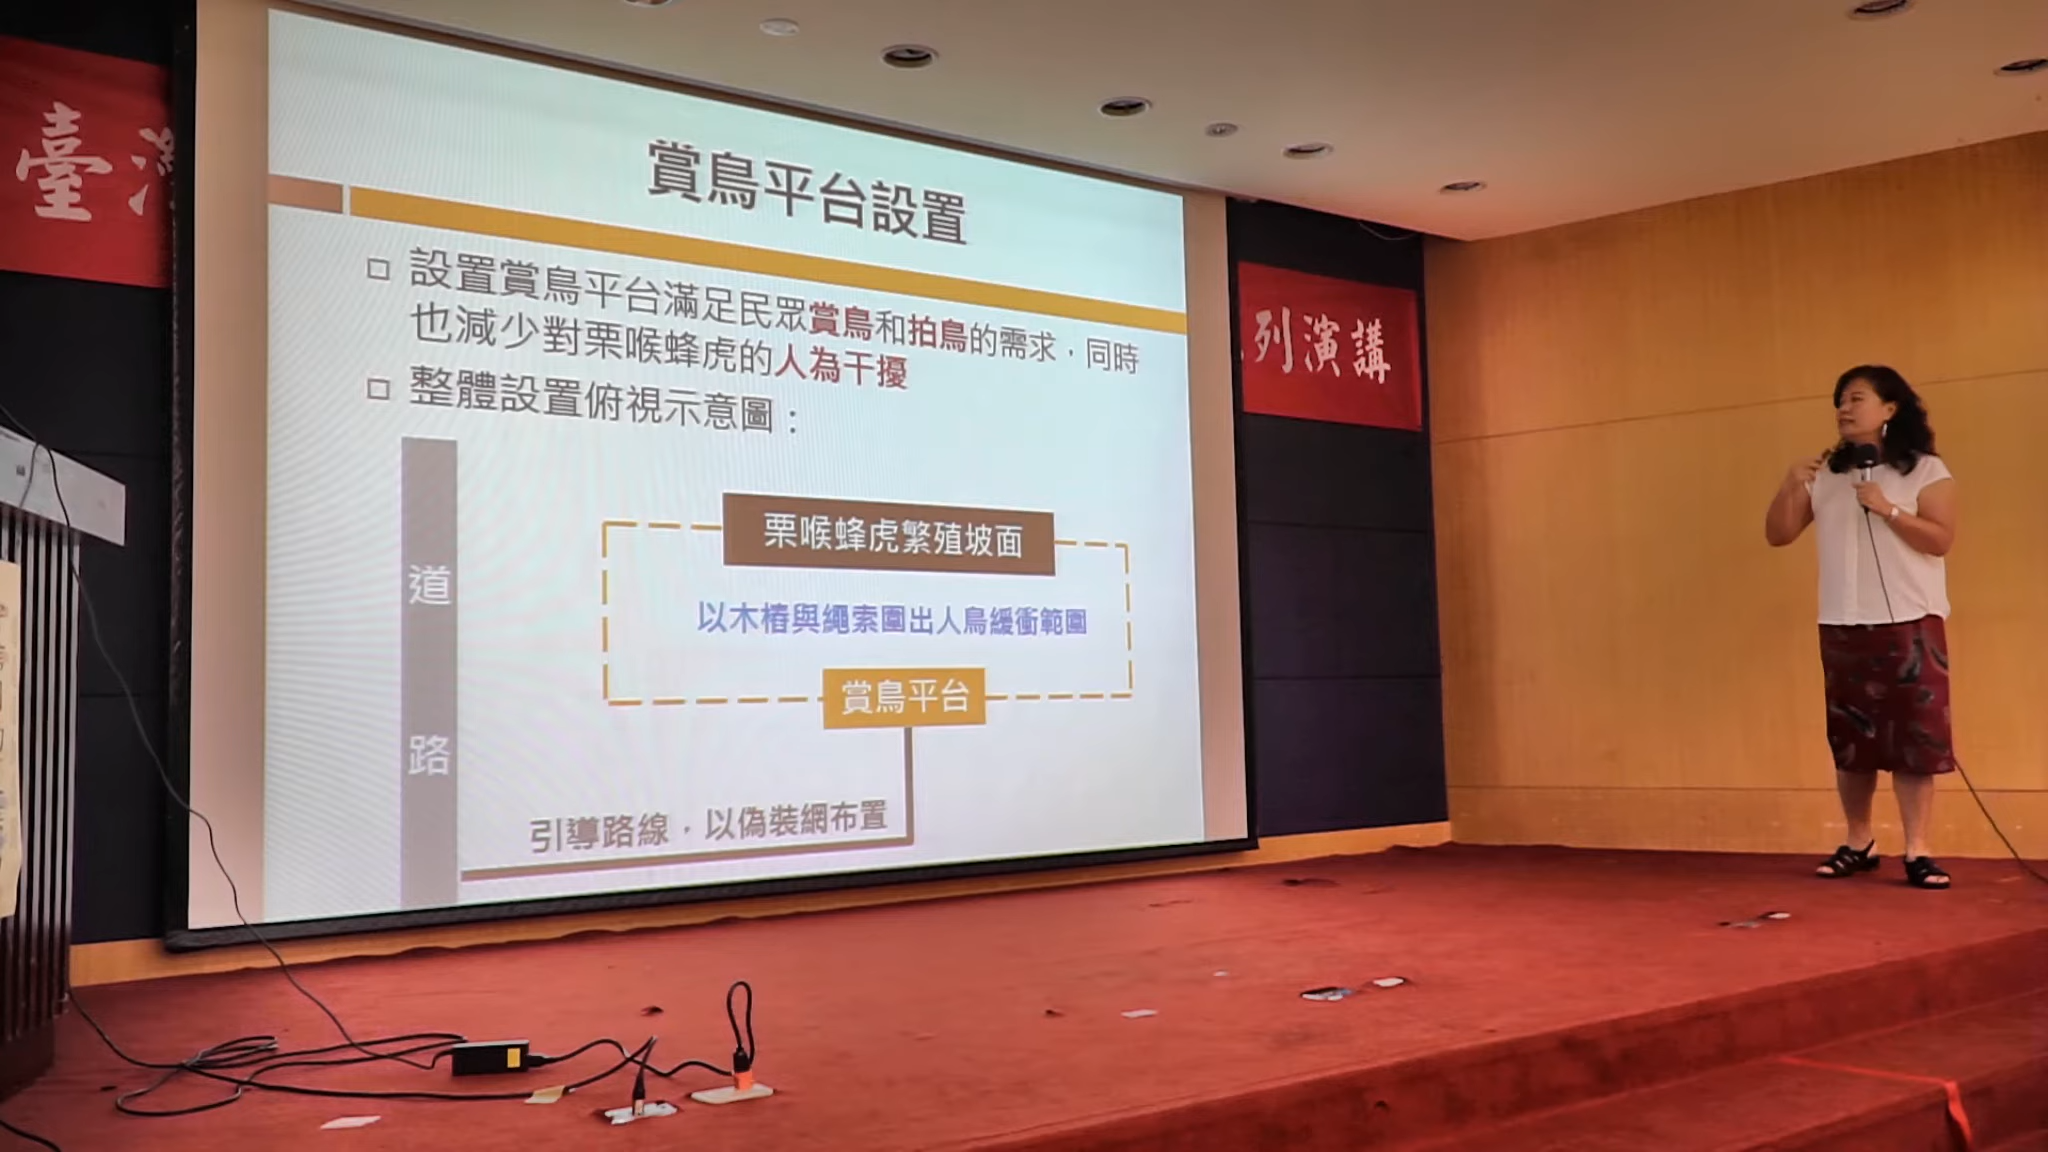 臺灣
賞鳥平台設置
設置賞鳥平台滿足民眾賞鳥和拍鳥的需求，同時
也減少對栗喉蜂虎的人為干擾
整體設置俯視示意圖：
道路
栗喉蜂虎繁殖坡面
以木樁與繩索圍出人鳥緩衝範圍
賞鳥平台
引導路線，以偽裝網布置
列演講